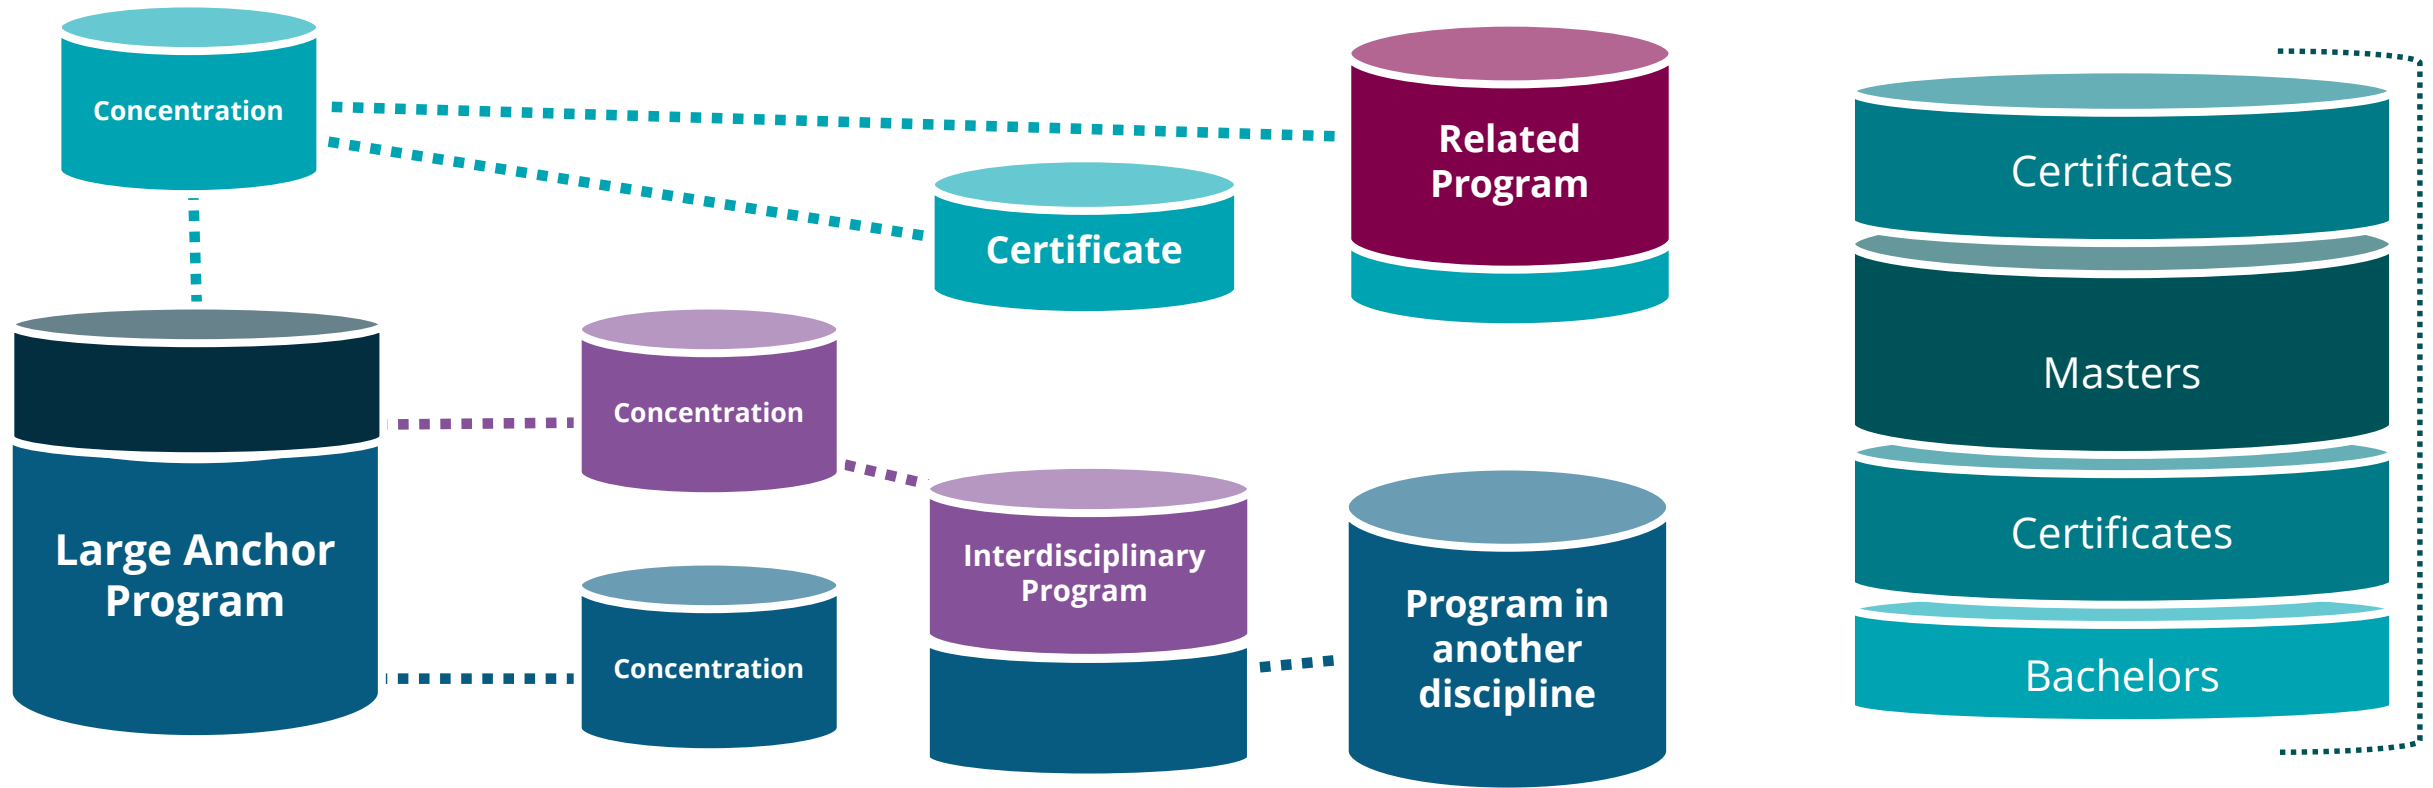 Concentration
Related
Program
Certificate
Concentration
Large Anchor
Program
Interdisciplinary
Program
Concentration
Program in
another
discipline
Certificates
Masters
Certificates
Bachelors